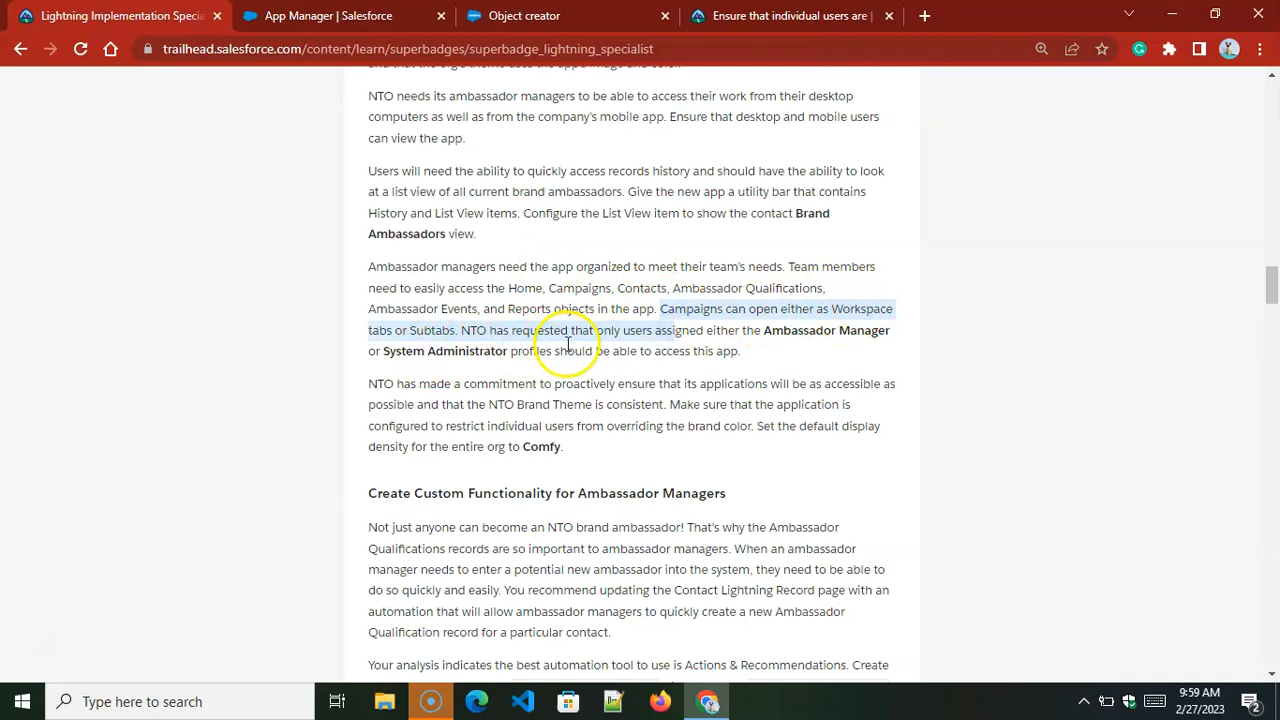 Lightning Implementation Specia
App Manager | Salesforce
Object creator
Ensure that individual users are |
trailhead.salesforce.com/content/learn/superbadges/superbadge_lightning_specialist
and that the org's theme uses the app's image and color.
NTO needs its ambassador managers to be able to access their work from their desktop
computers as well as from the company's mobile app. Ensure that desktop and mobile users
can view the app.
Users will need the ability to quickly access records history and should have the ability to look
at a list view of all current brand ambassadors. Give the new app a utility bar that contains
History and List View items. Configure the List View item to show the contact Brand
Ambassadors view.
Ambassador managers need the app organized to meet their team's needs. Team members
need to easily access the Home, Campaigns, Contacts, Ambassador Qualifications,
Ambassador Events, and Reports objects in the app. Campaigns can open either as Workspace
tabs or Subtabs. NTO has requested that only users assigned either the Ambassador Manager
or System Administrator profiles should be able to access this app.
NTO has made a commitment to proactively ensure that its applications will be as accessible as
possible and that the NTO Brand Theme is consistent. Make sure that the application is
configured to restrict individual users from overriding the brand color. Set the default display
density for the entire org to Comfy.
Create Custom Functionality for Ambassador Managers
Not just anyone can become an NTO brand ambassador! That's why the Ambassador
Qualifications records are so important to ambassador managers. When an ambassador
manager needs to enter a potential new ambassador into the system, they need to be able to
do so quickly and easily. You recommend updating the Contact Lightning Record page with an
automation that will allow ambassador managers to quickly create a new Ambassador
Qualification record for a particular contact.
Your analysis indicates the best automation tool to use is Actions & Recommendations. Create
Type here to search
9:59 AM
2/27/2023
2